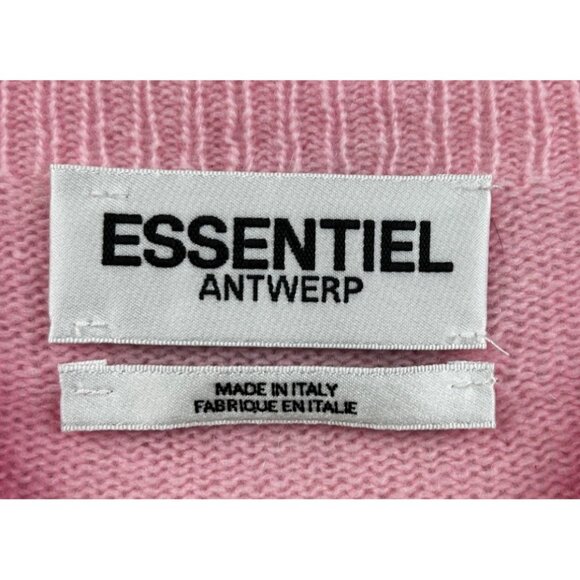 ESSENTIEL
ANTWERP
MADE IN ITALY
FABRIQUE EN ITALIE